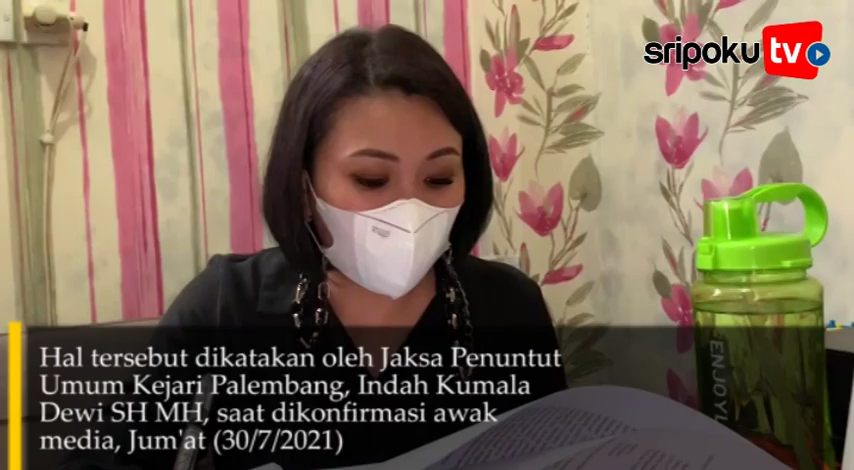 sripoku tv
Hal tersebut dikatakan oleh Jaksa Penuntut
Umum Kejari Palembang, Indah Kumala
Dewi SH MH, saat dikonfirmasi awak
media, Jum'at (30/7/2021)
ENJOY